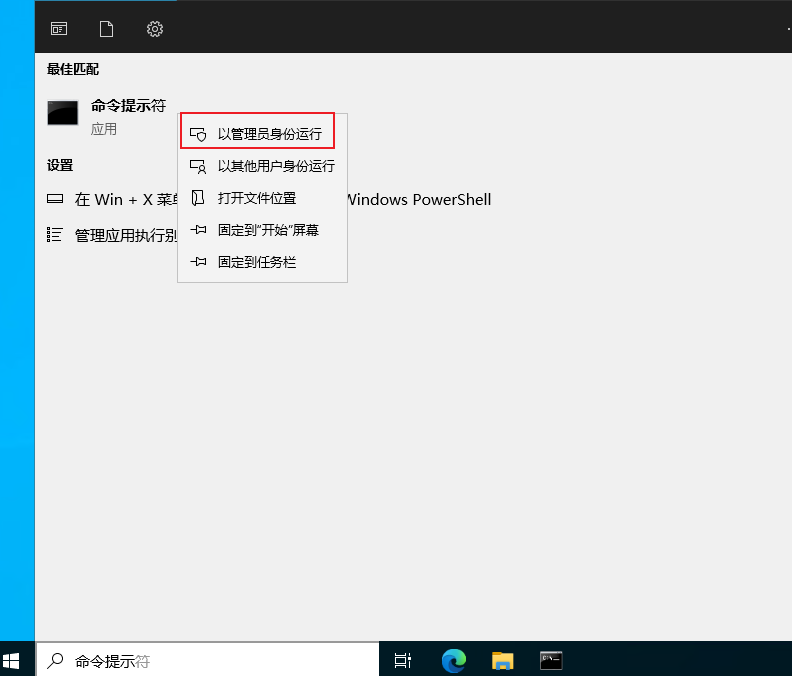 最佳匹配
命令提示符
应用
以管理员身份运行
设置
以其他用户身份运行
在 Win + X 菜单
打开文件位置
Windows PowerShell
固定到"开始"屏幕
管理应用执行别
固定到任务栏
命令提示符